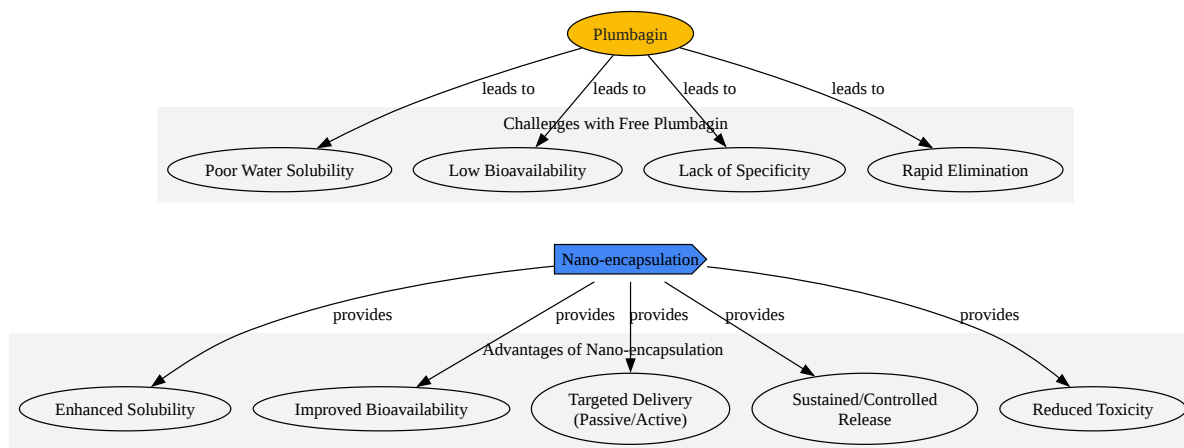 Plumbagin
leads to
leads to
leads to
leads to
Challenges with Free Plumbagin
Poor Water Solubility
Low Bioavailability
Lack of Specificity
Rapid Elimination
Nano-encapsulation
provides
provides
provides
provides
provides
Advantages of Nano-encapsulation
Enhanced Solubility
Improved Bioavailability
Targeted Delivery
(Passive/Active)
Sustained/Controlled
Release
Reduced Toxicity